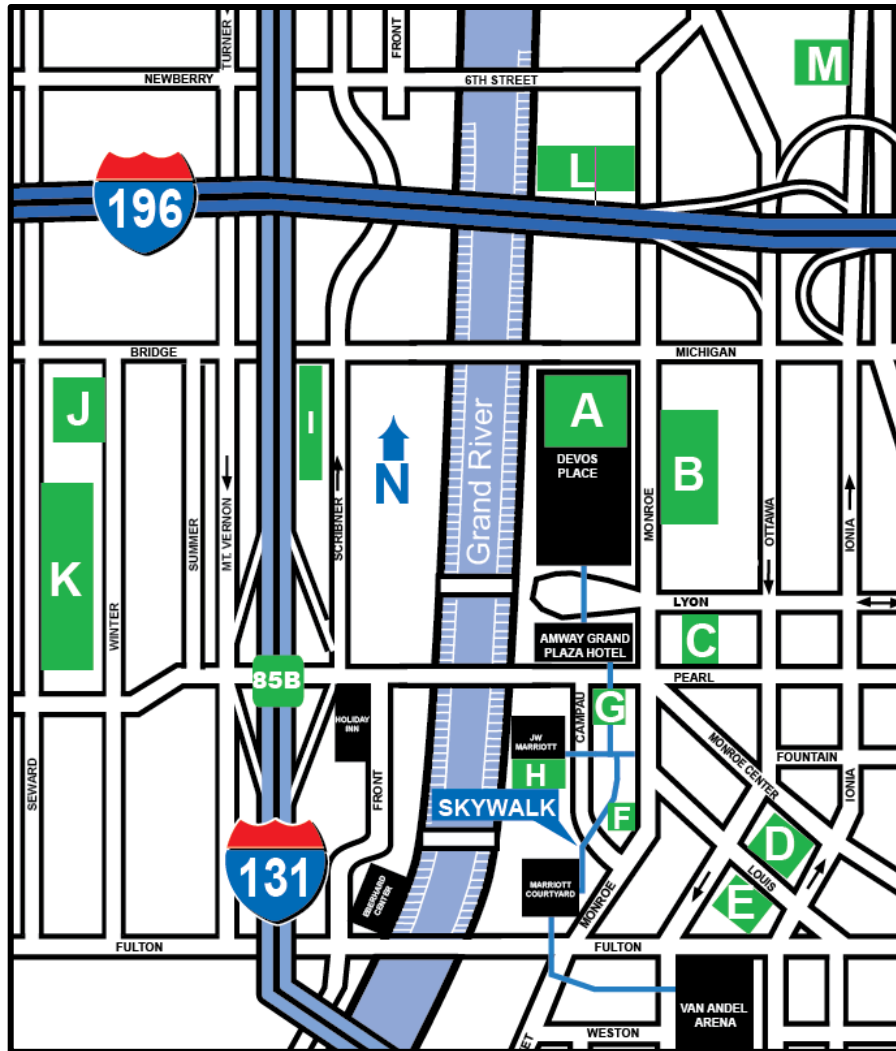 TURNER
FRONT
M
NEWBERRY
6TH STREET
L
196
BRIDGE
MICHIGAN
J
I
A
DEVOS
PLACE
B
N
Grand River
K
SUMMER
MT. VERNON
SCRIBNER
MONROE
OTTAWA
IONIA
WINTER
LYON
AMWAY GRAND
PLAZA HOTEL
C
85B
PEARL
HOLIDAY
INN
G
CAMPAU
JW
MARRIOTT
H
SEWARD
FRONT
MONROE CENTER
FOUNTAIN
IONIA
SKYWALK
F
D
131
LOUIS
E
EBERHARD
CENTER
MARRIOTT
COURTYARD
MONROE
FULTON
FULTON
VAN ANDEL
ARENA
WESTON
ET